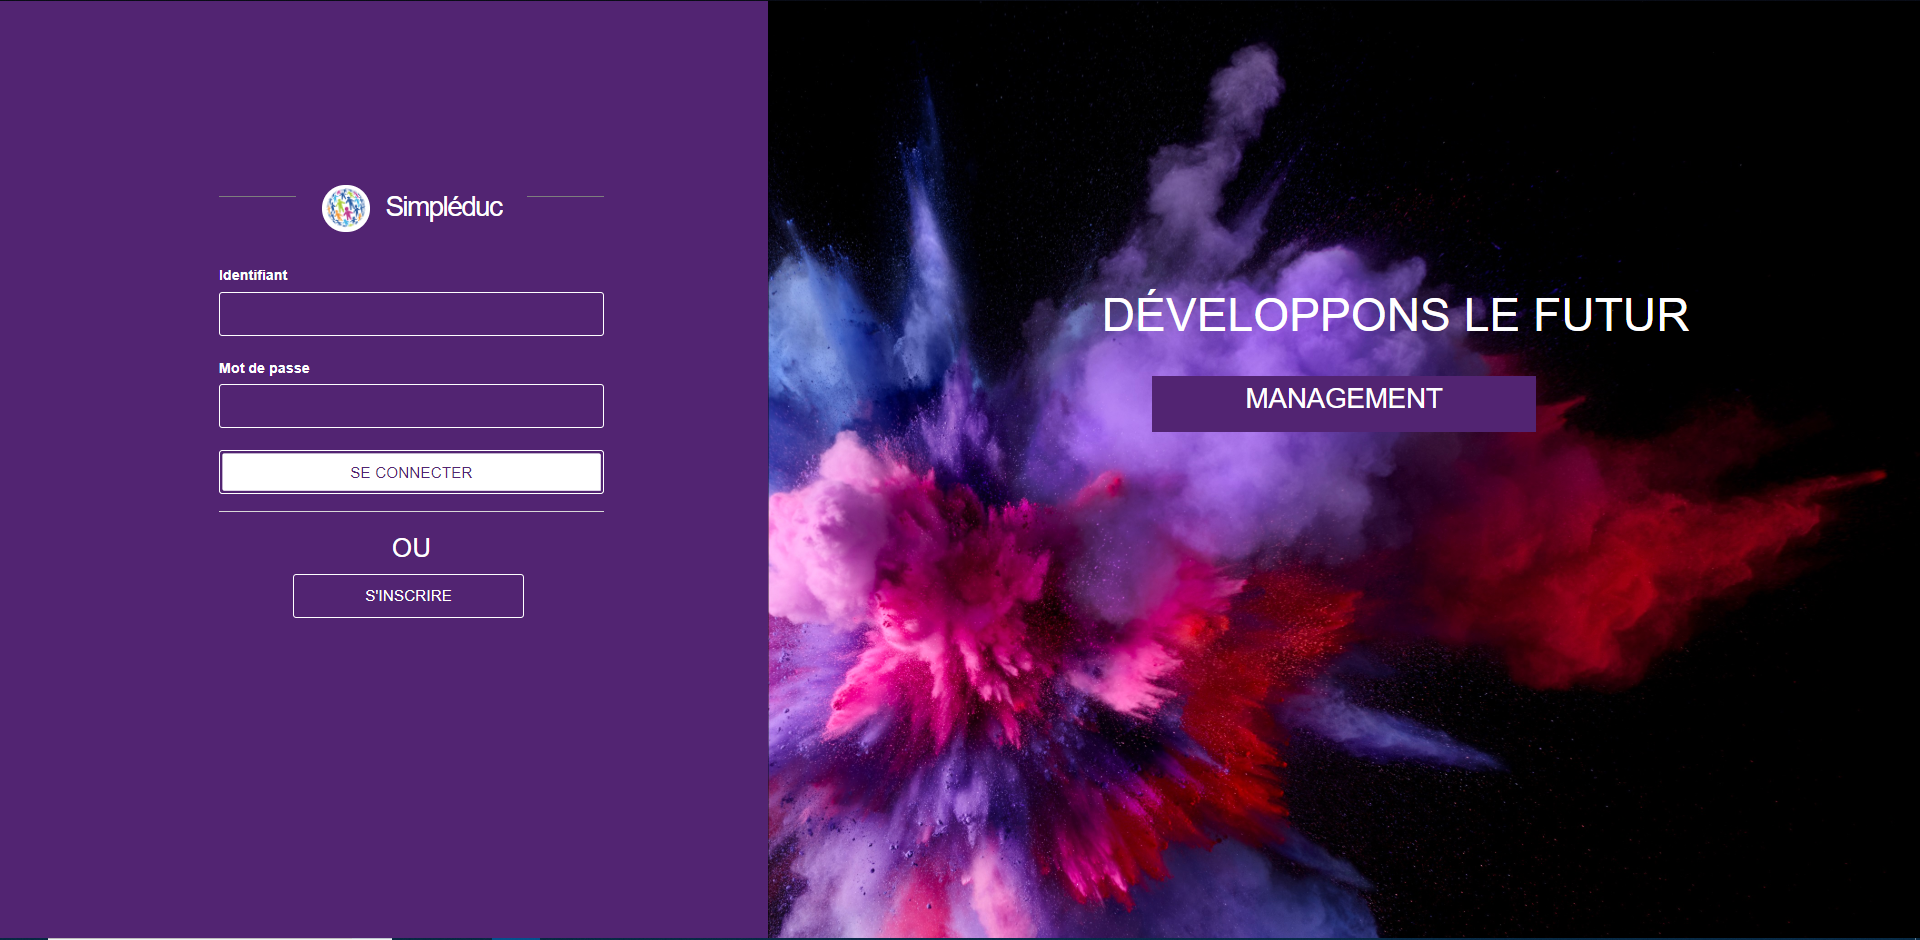 Simpléduc
Identifiant
Mot de passe
SE CONNECTER
OU
S'INSCRIRE
DÉVELOPPONS LE FUTUR
MANAGEMENT